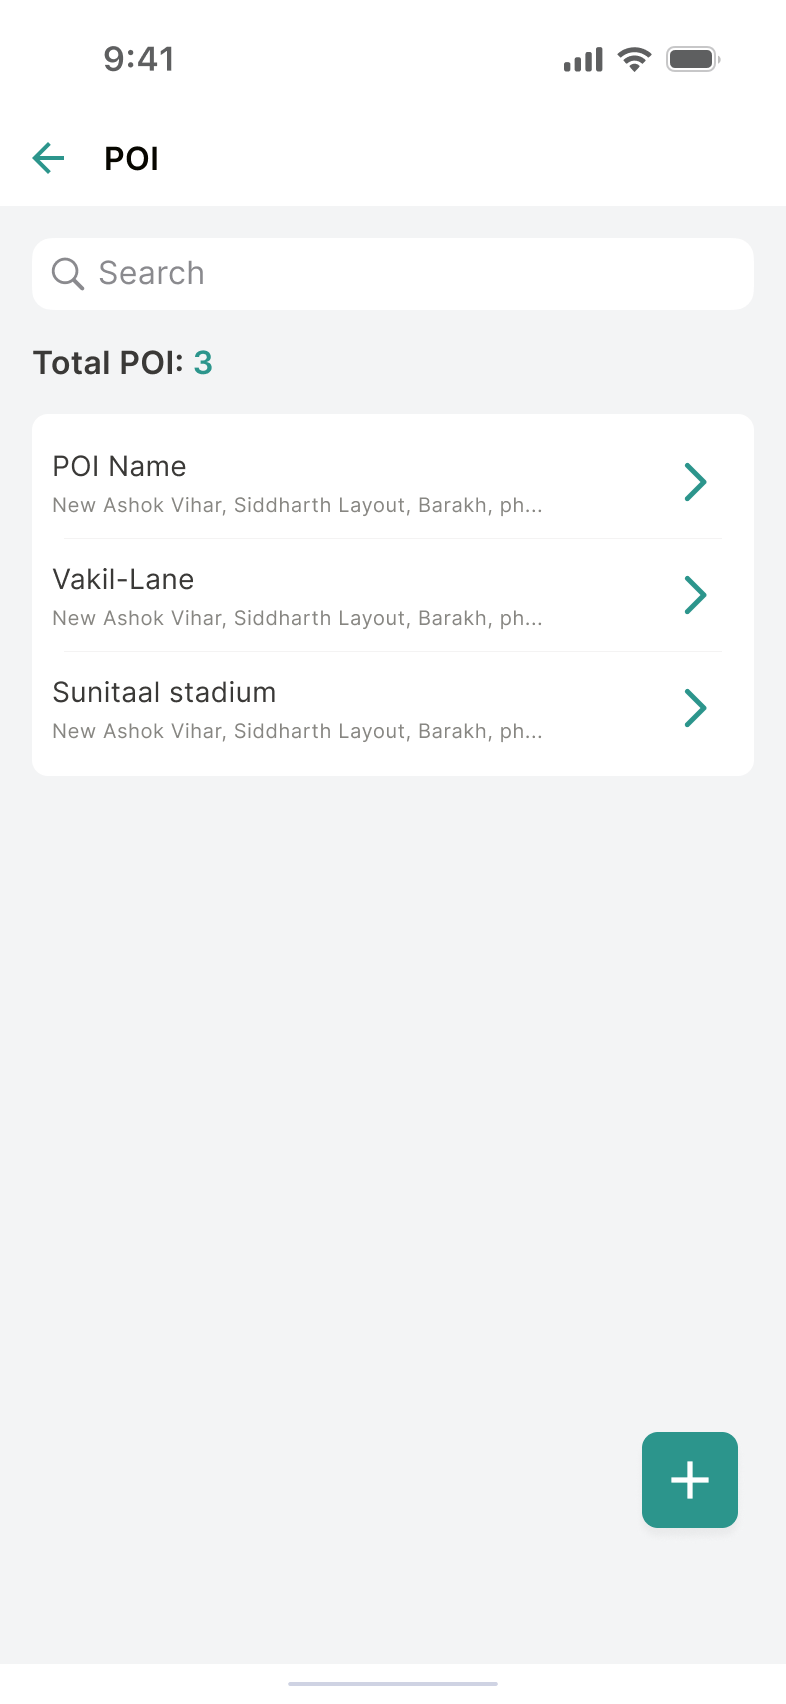 9:41
POI
Search
Total POI: 3
POI Name
New Ashok Vihar, Siddharth Layout, Barakh, ph...
Vakil-Lane
New Ashok Vihar, Siddharth Layout, Barakh, ph...
Sunitaal stadium
New Ashok Vihar, Siddharth Layout, Barakh, ph...